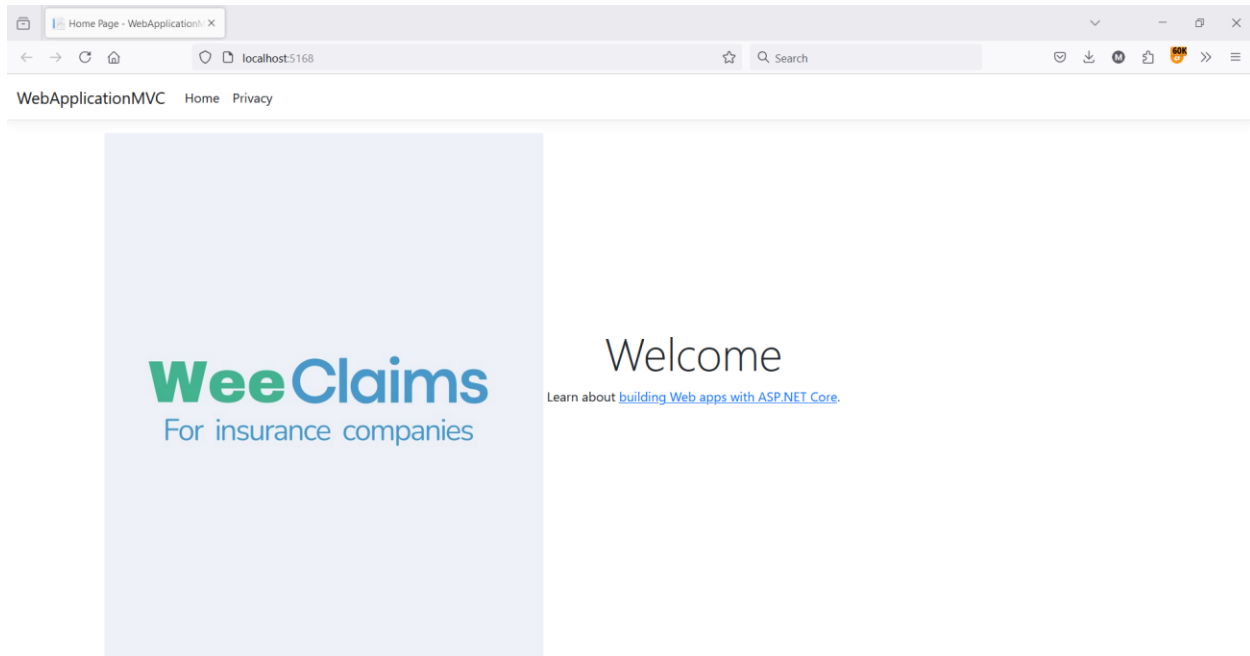 Home Page - WebApplicationM
localhost:5168
Search
60K
WebApplicationMVC Home Privacy
WeeClaims
For insurance companies
Welcome
Learn about building Web apps with ASP.NET Core.